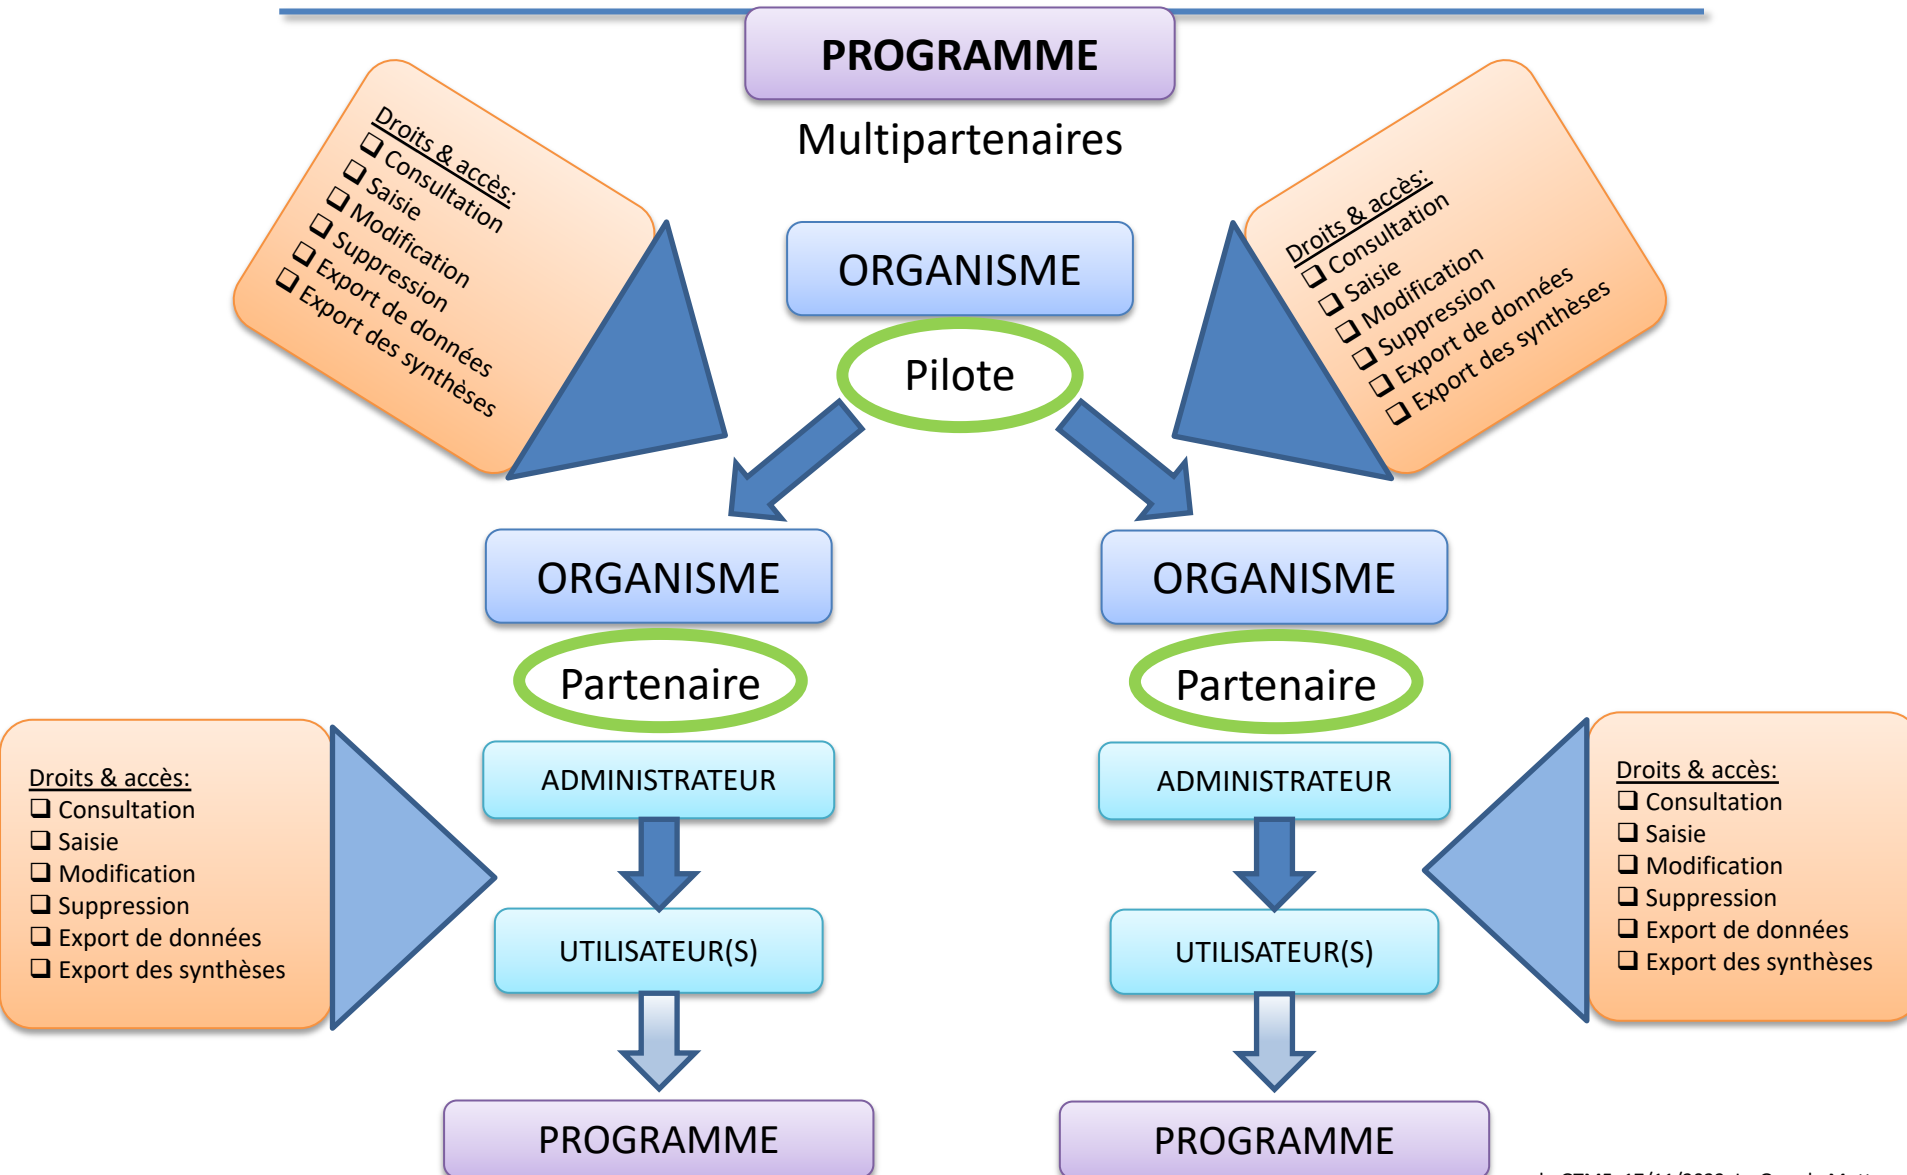 PROGRAMME
Multipartenaires
Droits & accès:
❑ Consultation
❑ Saisie
❑ Modification
❑ Suppression
❑ Export de données
❑ Export des synthèses
Droits & accès:
❑ Consultation
❑ Saisie
❑ Modification
❑ Suppression
❑ Export de données
❑ Export des synthèses
ORGANISME
Pilote
ORGANISME
ORGANISME
Partenaire
Partenaire
Droits & accès:
❑ Consultation
❑ Saisie
❑ Modification
❑ Suppression
❑ Export de données
❑ Export des synthèses
ADMINISTRATEUR
UTILISATEUR(S)
PROGRAMME
ADMINISTRATEUR
UTILISATEUR(S)
PROGRAMME
Droits & accès:
❑ Consultation
❑ Saisie
❑ Modification
❑ Suppression
❑ Export de données
❑ Export des synthèses